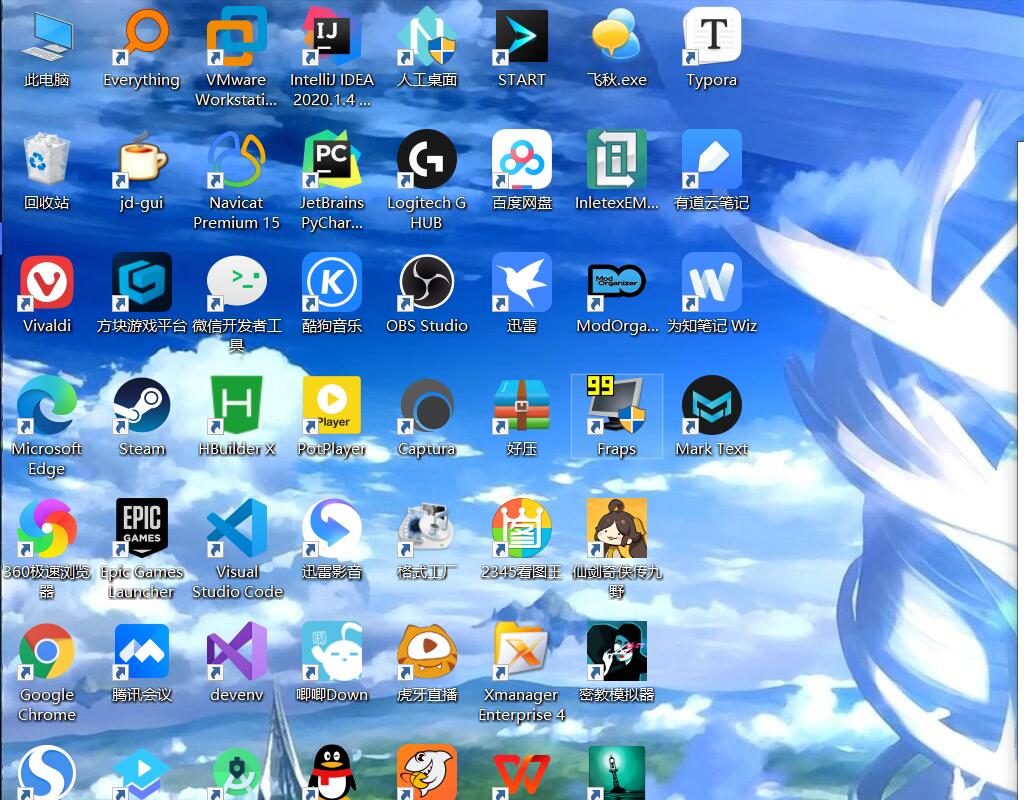 此电脑
Everything
VMware
Workstati...
IJ
IntelliJ IDEA
2020.1.4 ...
人工桌面
START
飞秋.exe
T
Typora
回收站
jd-gui
Navicat
Premium 15
PC
JetBrains
PyChar...
Logitech G
HUB
百度网盘
InletexEM...
有道云笔记
Vivaldi
方块游戏平台
微信开发者工
具
K
酷狗音乐
OBS Studio
迅雷
Mod
Organizer
ModOrga...
为知笔记 Wiz
Microsoft
Edge
Steam
H
HBuilder X
Player
PotPlayer
Captura
好压
99
Fraps
Mark Text
360极速浏览
器
EPIC
GAMES
Epic Games
Launcher
Visual
Studio Code
迅雷影音
格式工厂
2345看图王
仙剑奇侠传九
野
Google
Chrome
腾讯会议
devenv
唧唧Down
虎牙直播
Xmanager
Enterprise 4
密教模拟器